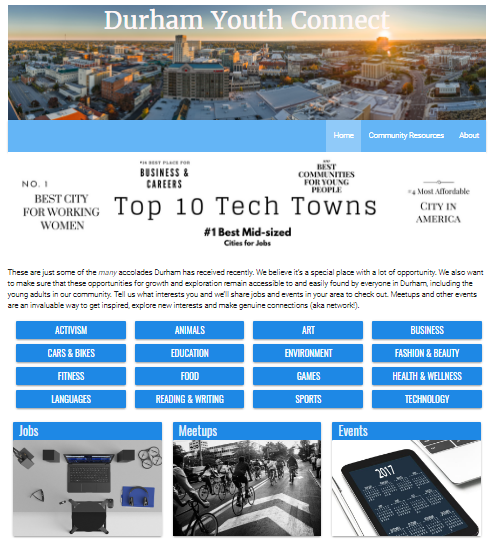 Durham Youth Connect
Home Community Resources About
#10 BEST PLACE FOR
BUSINESS &
& CAREERS
BEST
COMMUNITIES
FOR YOUNG
PEOPLE
NO. 1
BEST CITY
FOR WORKING
WOMEN
Top 10 Tech Towns
#4 Most Affordable
CITY IN
AMERICA
#1 Best Mid-sized
Cities for Jobs
These are just some of the many accolades Durham has received recently. We believe it's a special place with a lot of opportunity. We also want
to make sure that these opportunities for growth and exploration remain accessible to and easily found by everyone in Durham, including the
young adults in our community. Tell us what interests you and we'll share jobs and events in your area to check out. Meetups and other events
are an invaluable way to get inspired, explore new interests and make genuine connections (aka network!).
ACTIVISM ANIMALS ART BUSINESS
CARS & BIKES EDUCATION ENVIRONMENT FASHION & BEAUTY
FITNESS FOOD GAMES HEALTH & WELLNESS
LANGUAGES READING & WRITING SPORTS TECHNOLOGY
Jobs Meetups Events
2017